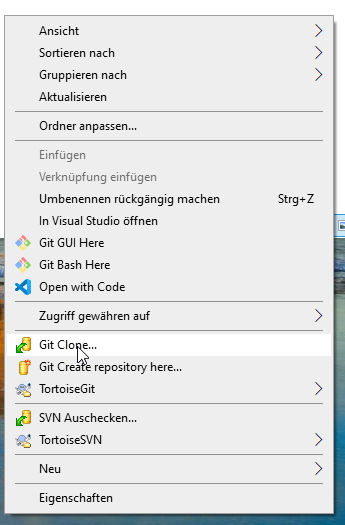 Ansicht
Sortieren nach
Gruppieren nach
Aktualisieren
Ordner anpassen...
Einfügen
Verknüpfung einfügen
Umbenennen rückgängig machen Strg+Z
In Visual Studio öffnen
Git GUI Here
Git Bash Here
Open with Code
Zugriff gewähren auf
Git Clone...
Git Create repository here...
TortoiseGit
SVN Auschecken...
TortoiseSVN
Neu
Eigenschaften